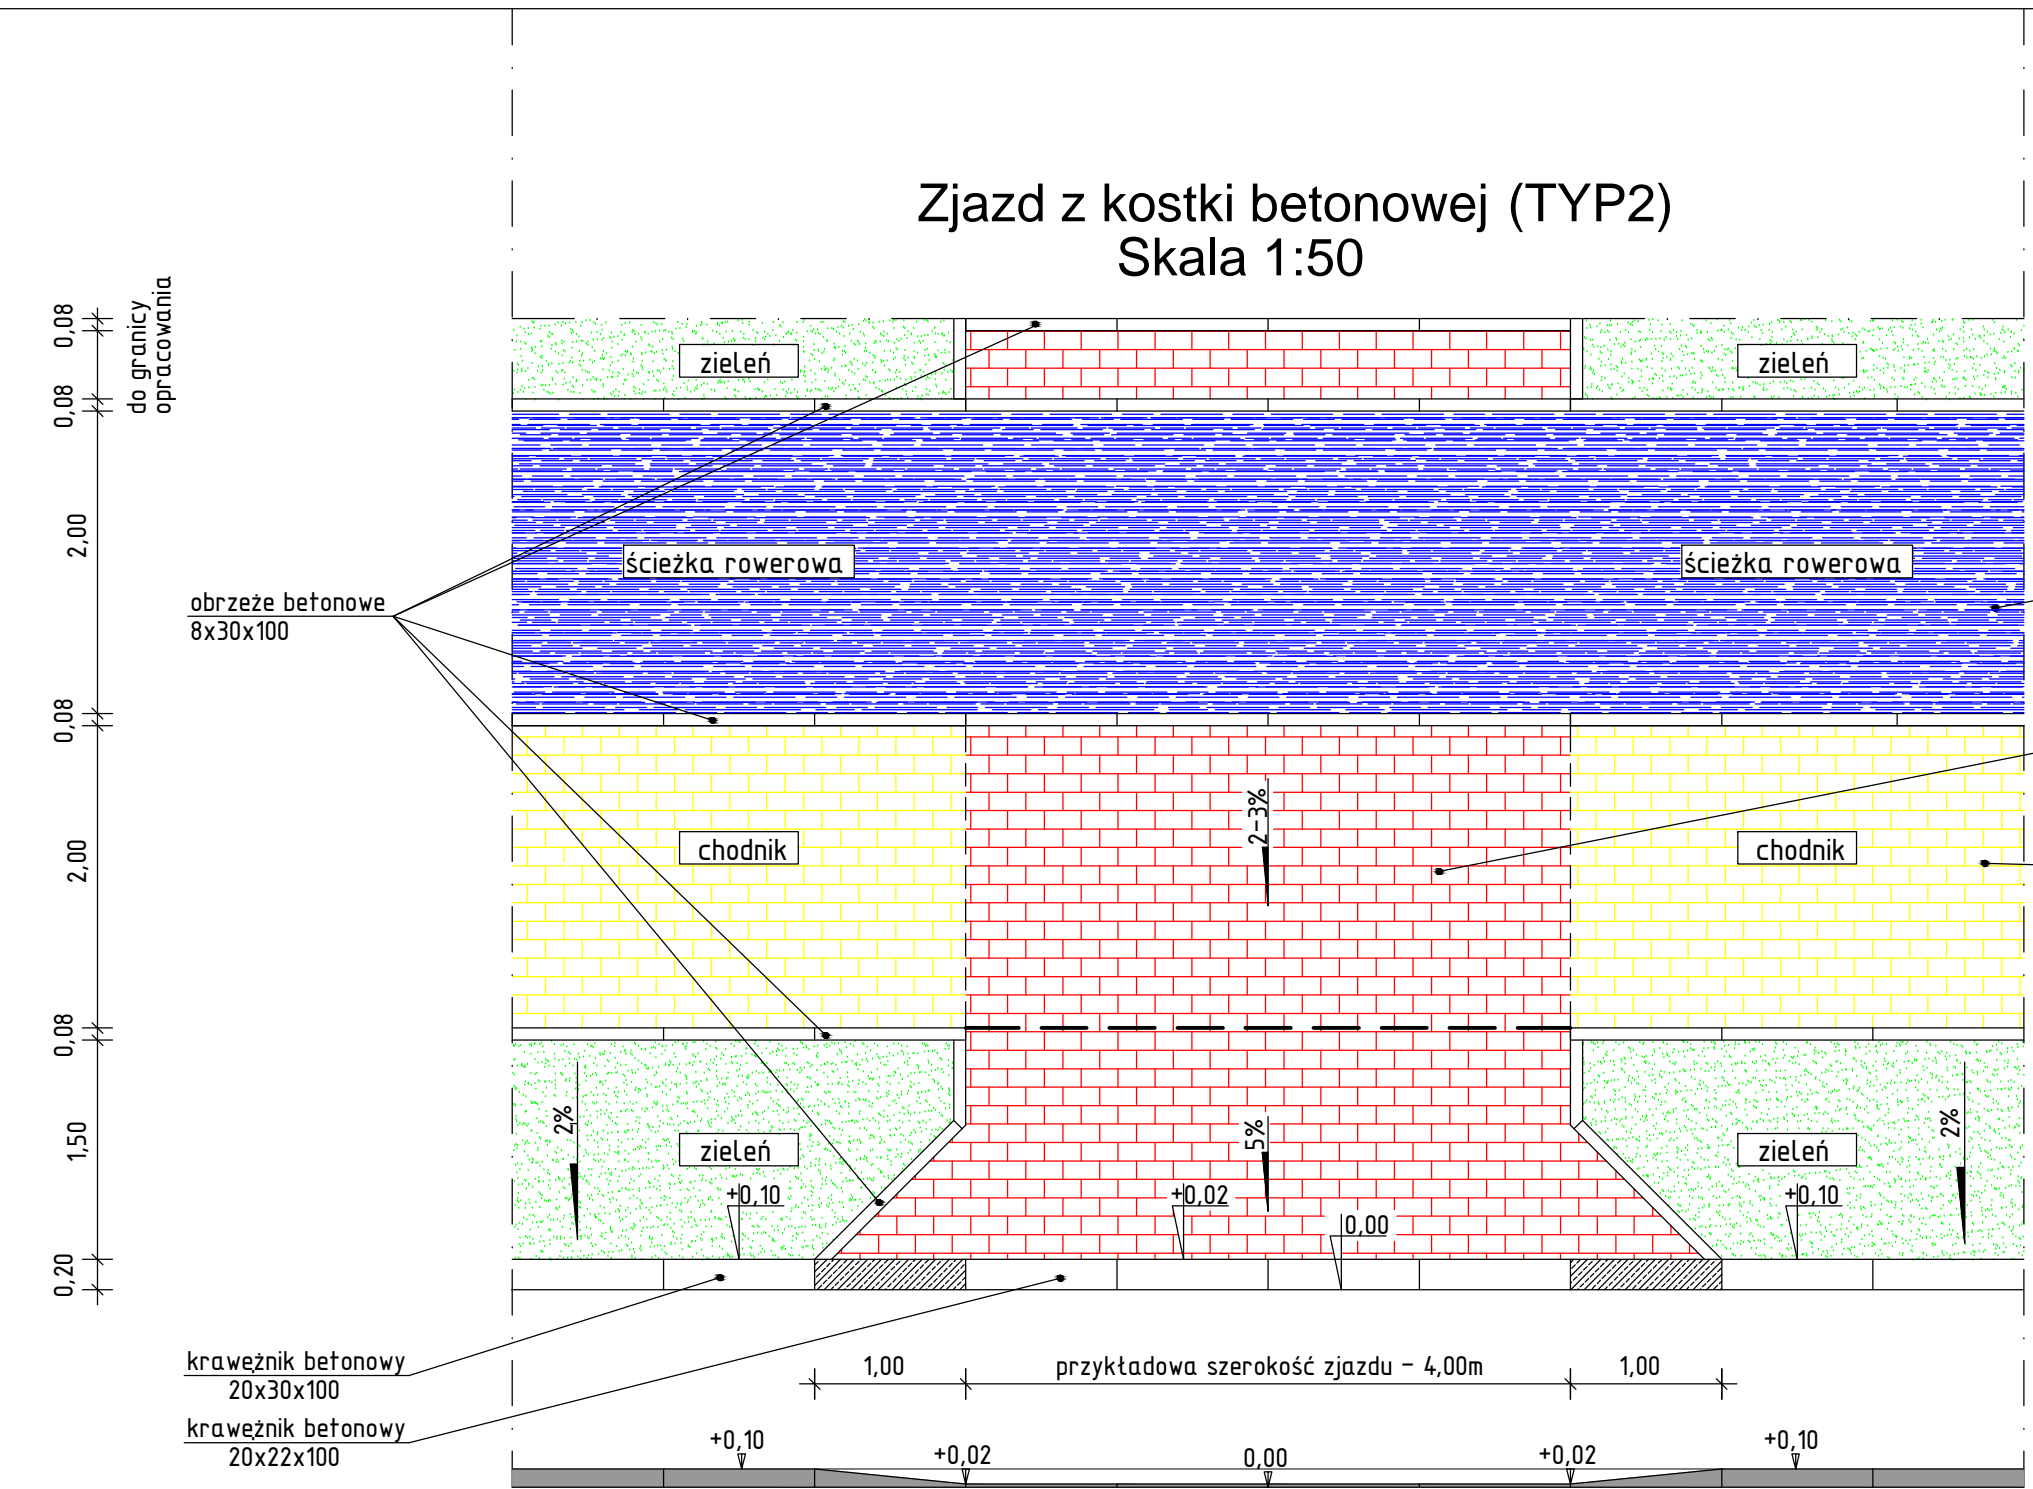 Zjazd z kostki betonowej (TYP2)
Skala 1:50
0,08
do granicy
opracowania
0,08
zieleń
zieleń
2,00
ścieżka rowerowa
ścieżka rowerowa
obrzeże betonowe
8x30x100
0,08
2-3%
2,00
chodnik
chodnik
0,08
2%
5%
2%
1,50
zieleń
zieleń
+0,10
+0,02
+0,10
0,00
0,20
krawężnik betonowy
20x30x100
1,00
przykładowa szerokość zjazdu - 4,00m
1,00
krawężnik betonowy
20x22x100
+0,10
+0,02
0,00
+0,02
+0,10